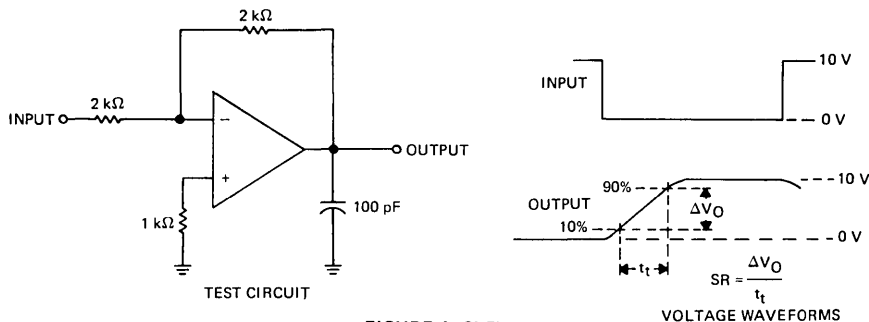 2 kΩ
2 kΩ
INPUT
−
+
OUTPUT
1 kΩ
100 pF
TEST CIRCUIT
INPUT
10 V
0 V
OUTPUT
90%
10%
ΔVO
10 V
0 V
tt
SR = ΔVO / tt
VOLTAGE WAVEFORMS